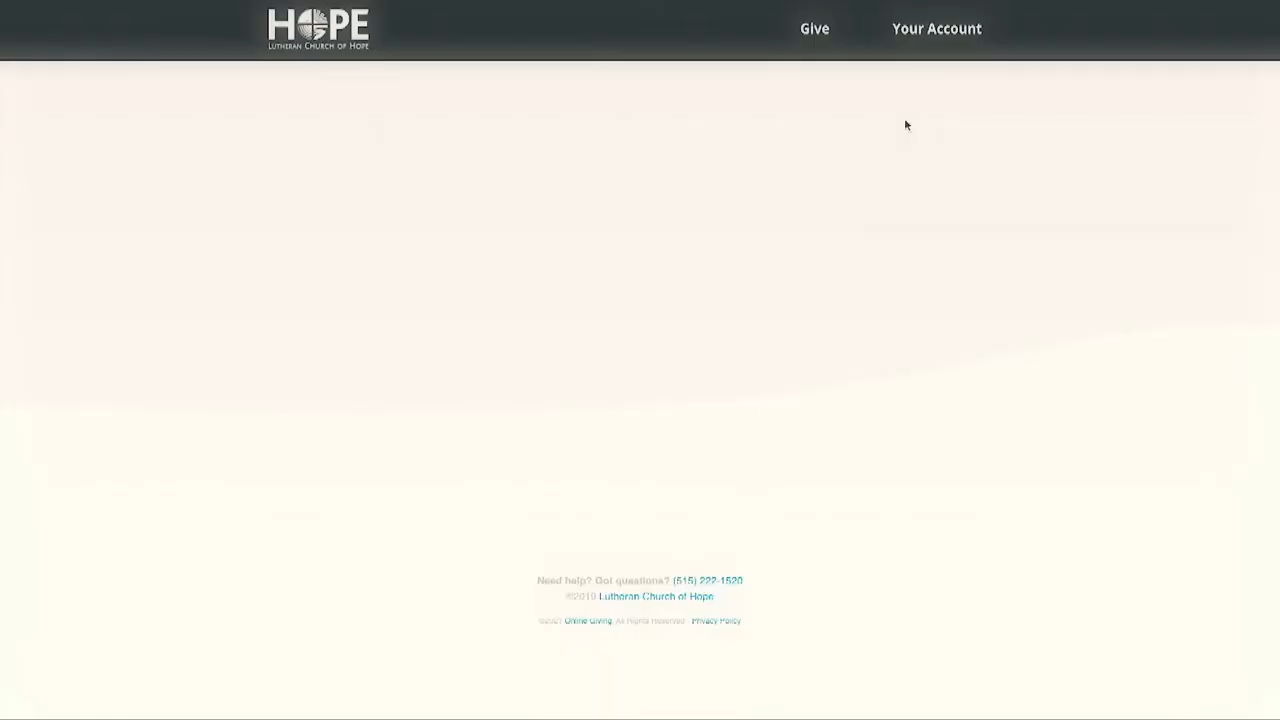 HOPE
LUTHERAN CHURCH OF HOPE
Give
Your Account
Need help? Got questions? (515) 222-1520
©2019 Lutheran Church of Hope
©2021 Online Giving. All Rights Reserved. Privacy Policy